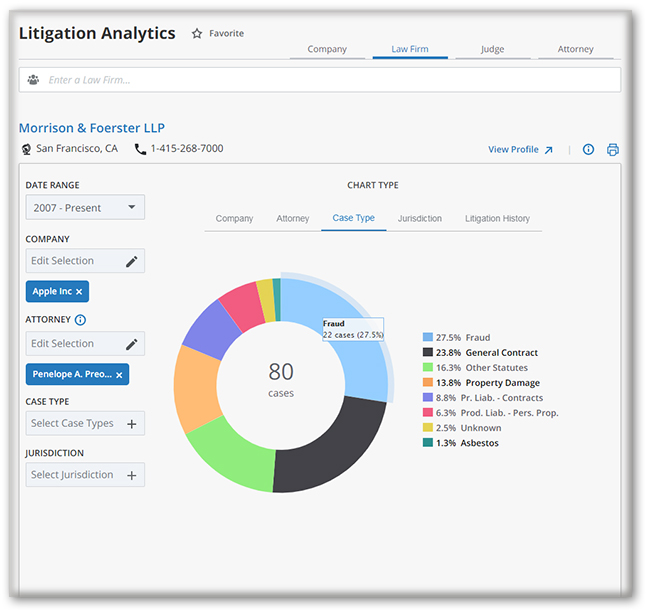 Litigation Analytics Favorite
Company Law Firm Judge Attorney
Enter a Law Firm...
Morrison & Foerster LLP
San Francisco, CA 1-415-268-7000
View Profile
DATE RANGE
2007 - Present
COMPANY
Edit Selection
Apple Inc ×
ATTORNEY
Edit Selection
Penelope A. Preo... ×
CASE TYPE
Select Case Types +
JURISDICTION
Select Jurisdiction +
CHART TYPE
Company Attorney Case Type Jurisdiction Litigation History
Fraud
22 cases (27.5%)
80
cases
27.5% Fraud
23.8% General Contract
16.3% Other Statutes
13.8% Property Damage
8.8% Pr. Liab. - Contracts
6.3% Prod. Liab. - Pers. Prop.
2.5% Unknown
1.3% Asbestos